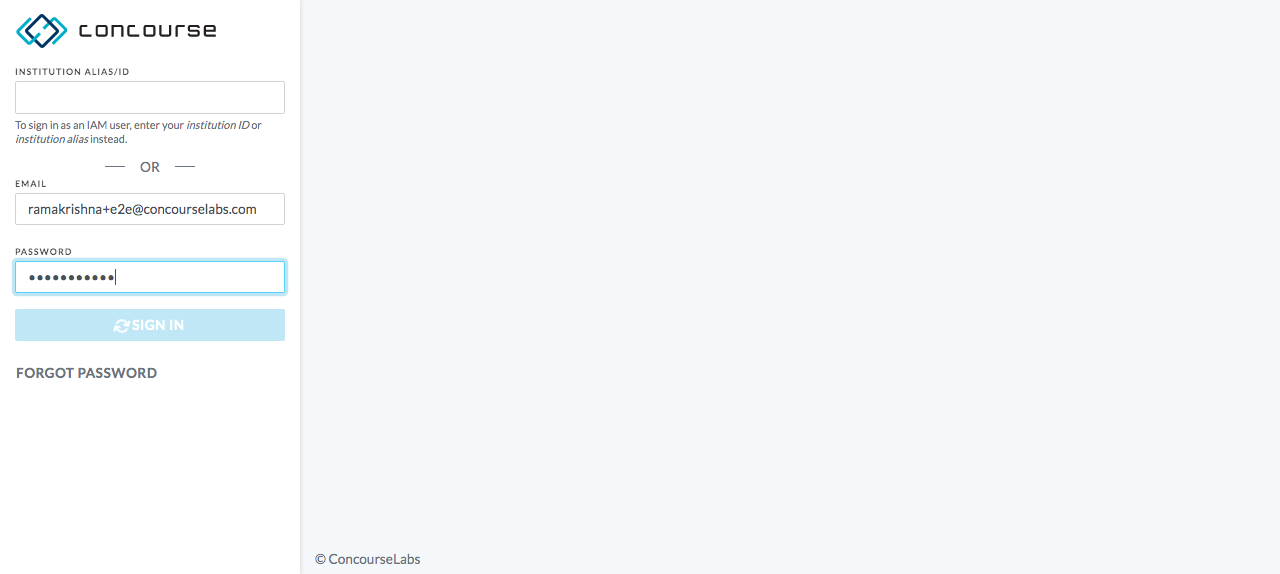 concourse
INSTITUTION ALIAS/ID
To sign in as an IAM user, enter your institution ID or
institution alias instead.
OR
EMAIL
ramakrishna+e2e@concourselabs.com
PASSWORD
•••••••••••
SIGN IN
FORGOT PASSWORD
© ConcourseLabs